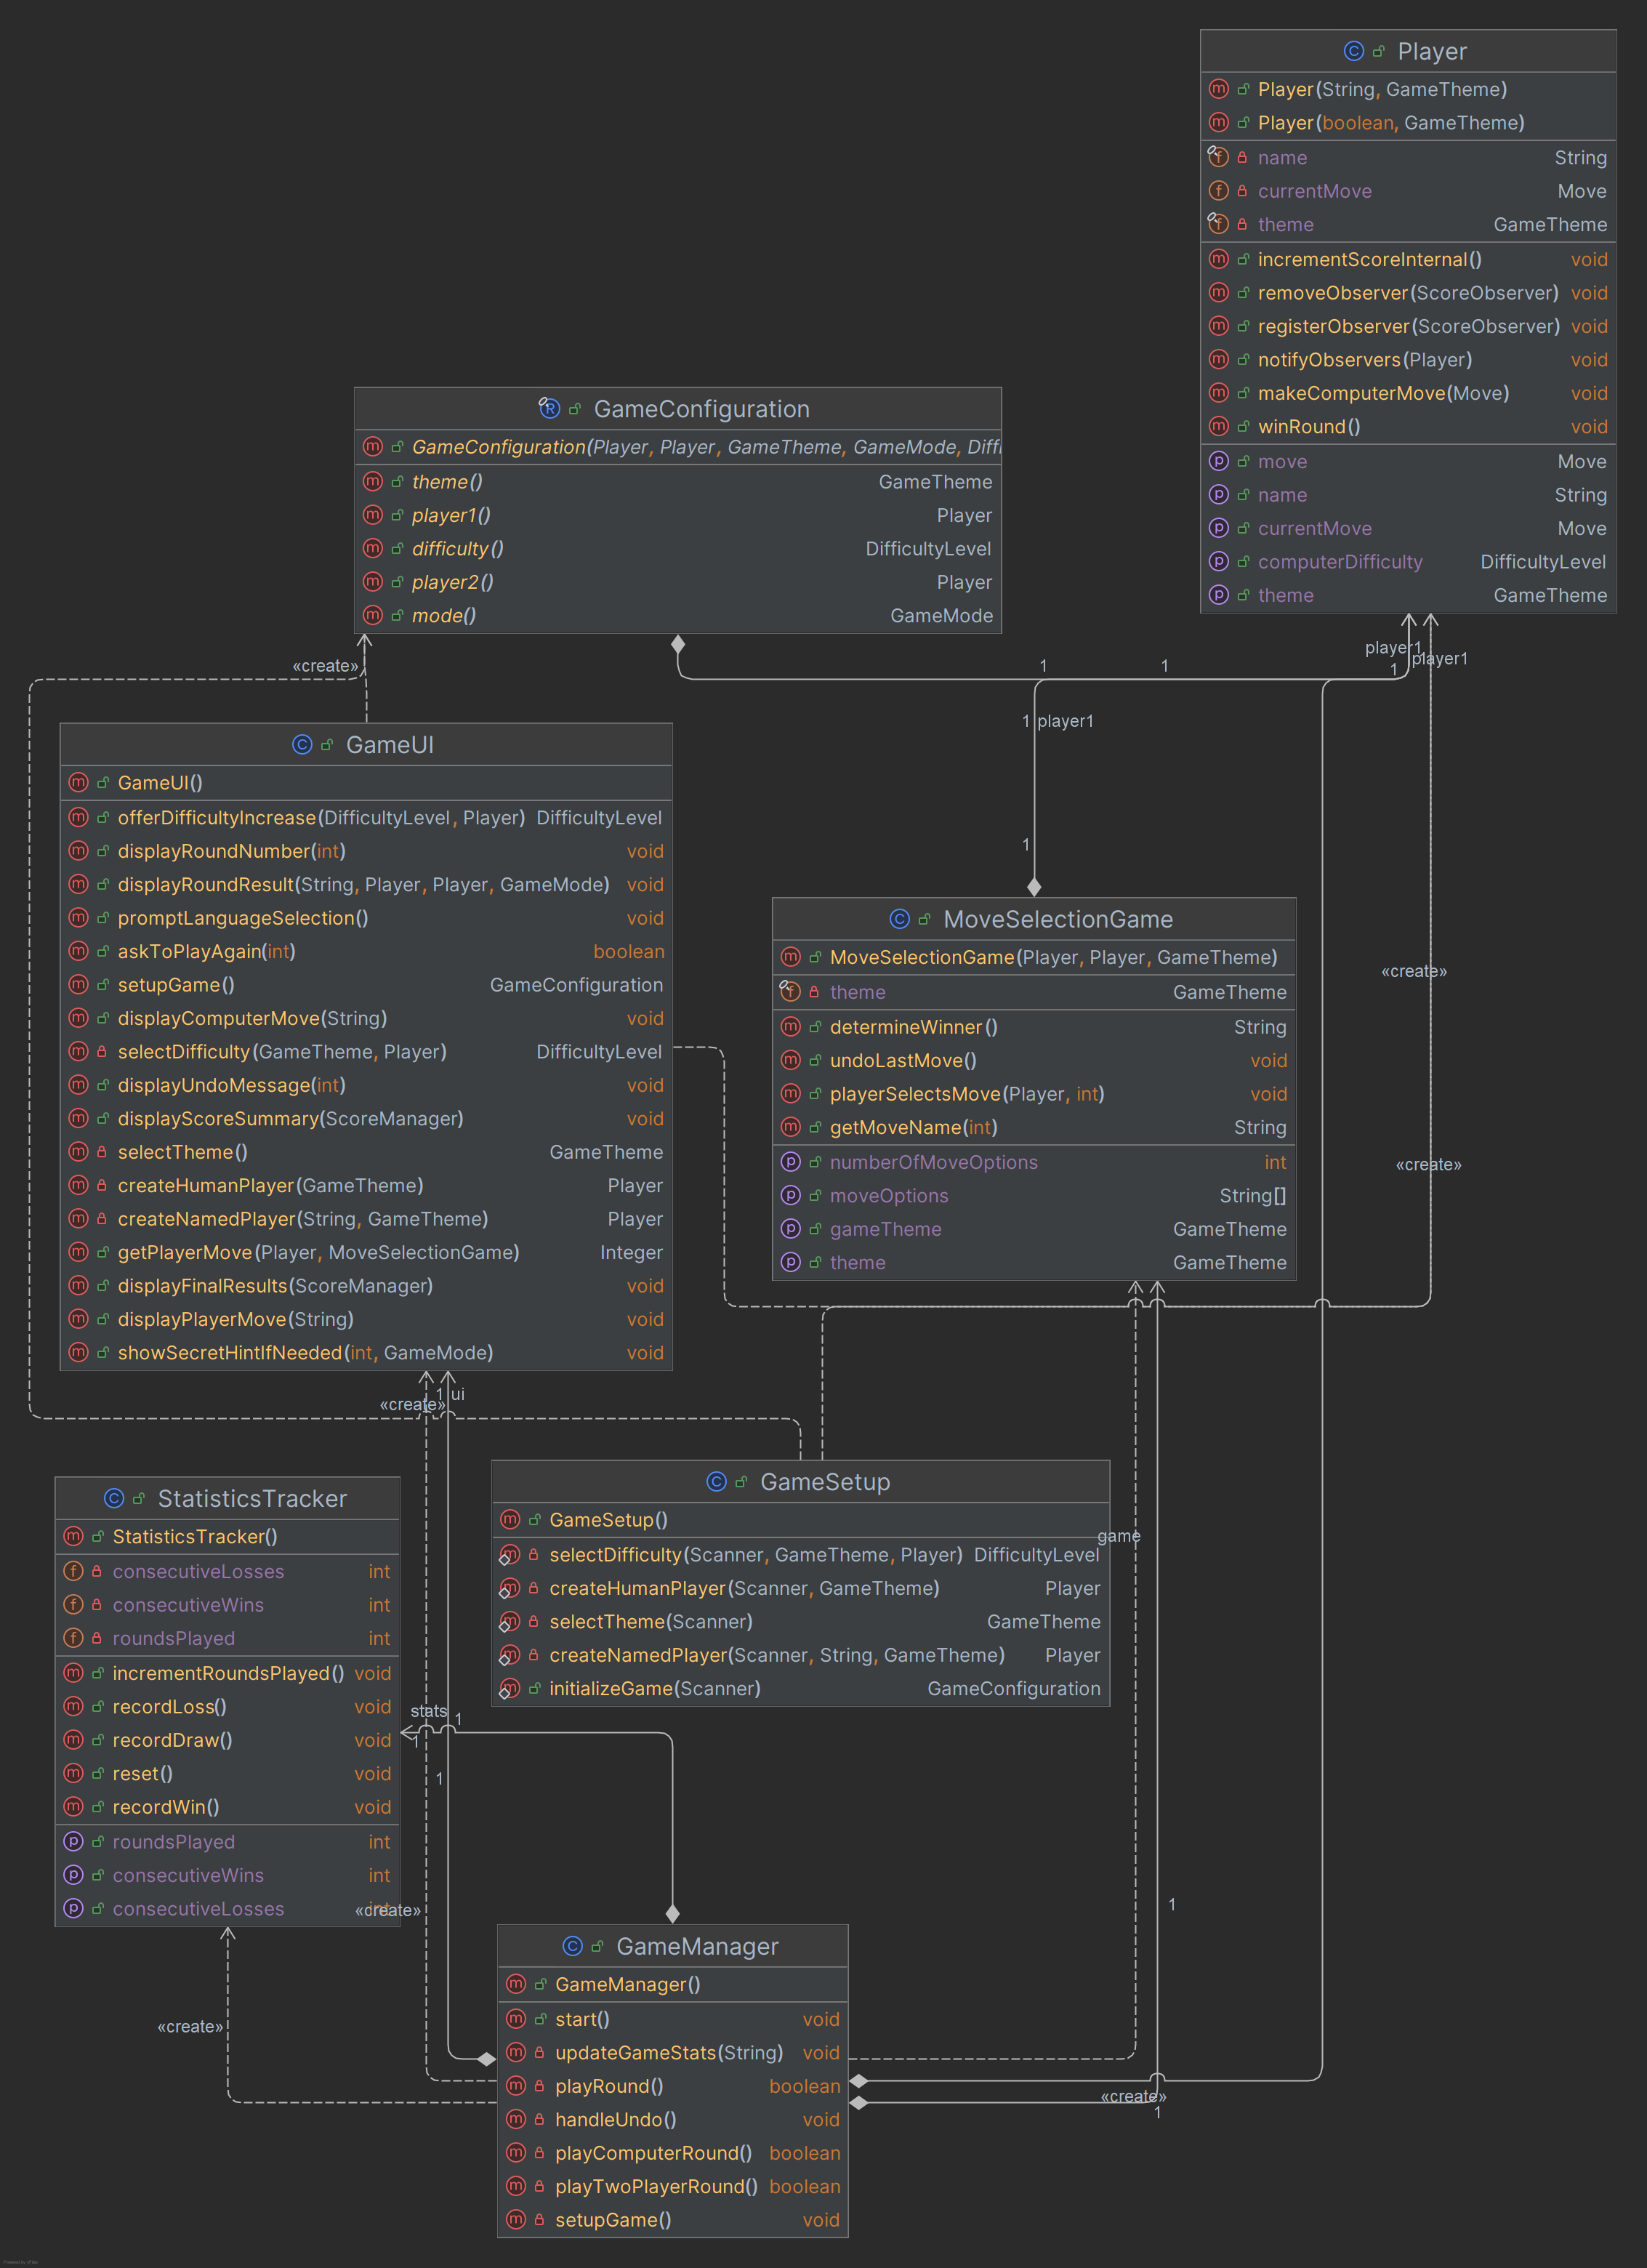 Player
Player(String, GameTheme)
Player(boolean, GameTheme)
name String
currentMove Move
theme GameTheme
incrementScoreInternal() void
removeObserver(ScoreObserver) void
registerObserver(ScoreObserver) void
notifyObservers(Player) void
makeComputerMove(Move) void
winRound() void
move Move
name String
currentMove Move
computerDifficulty DifficultyLevel
theme GameTheme
GameConfiguration
GameConfiguration(Player, Player, GameTheme, GameMode, Diffi
theme() GameTheme
player1() Player
difficulty() DifficultyLevel
player2() Player
mode() GameMode
«create»
1
1
player1
1
player1
1
1 player1
1
GameUI
GameUI()
offerDifficultyIncrease(DifficultyLevel, Player) DifficultyLevel
displayRoundNumber(int) void
displayRoundResult(String, Player, Player, GameMode) void
promptLanguageSelection() void
askToPlayAgain(int) boolean
setupGame() GameConfiguration
displayComputerMove(String) void
selectDifficulty(GameTheme, Player) DifficultyLevel
displayUndoMessage(int) void
displayScoreSummary(ScoreManager) void
selectTheme() GameTheme
createHumanPlayer(GameTheme) Player
createNamedPlayer(String, GameTheme) Player
getPlayerMove(Player, MoveSelectionGame) Integer
displayFinalResults(ScoreManager) void
displayPlayerMove(String) void
showSecretHintIfNeeded(int, GameMode) void
MoveSelectionGame
MoveSelectionGame(Player, Player, GameTheme)
theme GameTheme
determineWinner() String
undoLastMove() void
playerSelectsMove(Player, int) void
getMoveName(int) String
numberOfMoveOptions int
moveOptions String[]
gameTheme GameTheme
theme GameTheme
«create»
«create»
1 ui
«create»
GameSetup
GameSetup()
selectDifficulty(Scanner, GameTheme, Player) DifficultyLevel
createHumanPlayer(Scanner, GameTheme) Player
selectTheme(Scanner) GameTheme
createNamedPlayer(Scanner, String, GameTheme) Player
initializeGame(Scanner) GameConfiguration
game
StatisticsTracker
StatisticsTracker()
consecutiveLosses int
consecutiveWins int
roundsPlayed int
incrementRoundsPlayed() void
recordLoss() void
recordDraw() void
reset() void
recordWin() void
roundsPlayed int
consecutiveWins int
consecutiveLosses int
stats 1
1
1
«create»
1
«create»
GameManager
GameManager()
start() void
updateGameStats(String) void
playRound() boolean
handleUndo() void
playComputerRound() boolean
playTwoPlayerRound() boolean
setupGame() void
«create»
1
Powered by yFiles